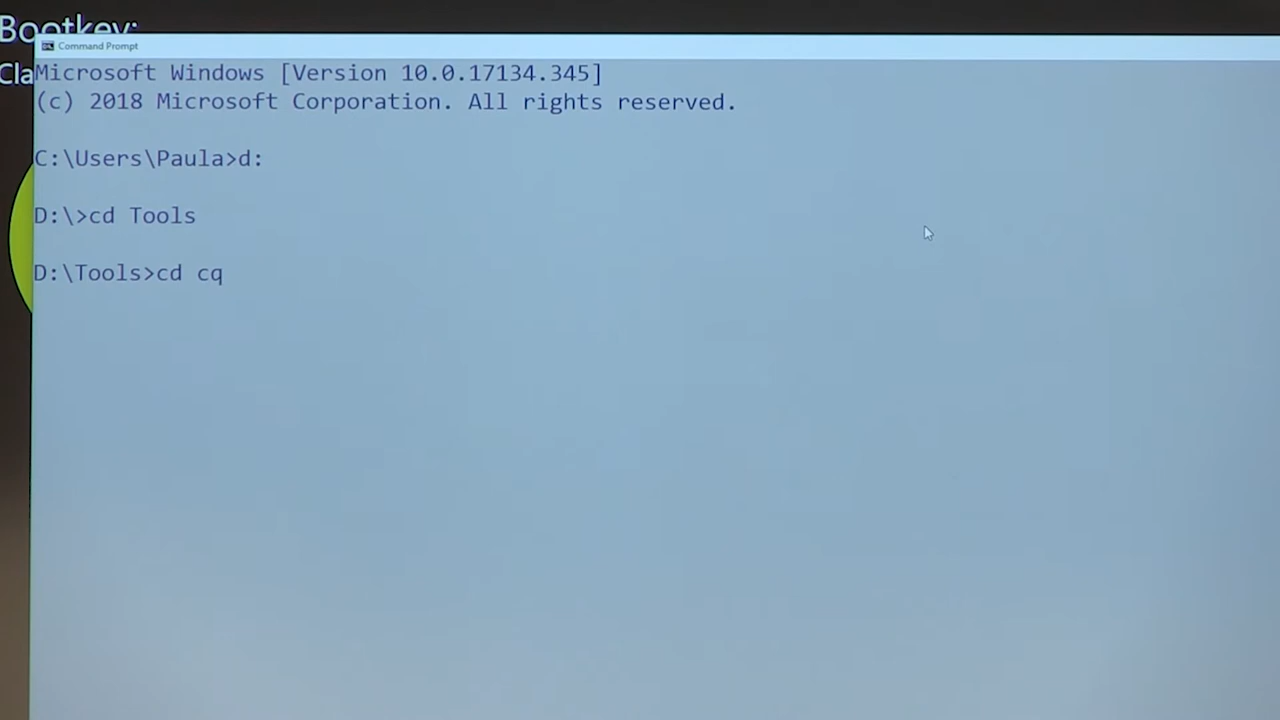 Bootkey:
Cla
Command Prompt
Microsoft Windows [Version 10.0.17134.345]
(c) 2018 Microsoft Corporation. All rights reserved.
C:\Users\Paula>d:
D:\>cd Tools
D:\Tools>cd cq